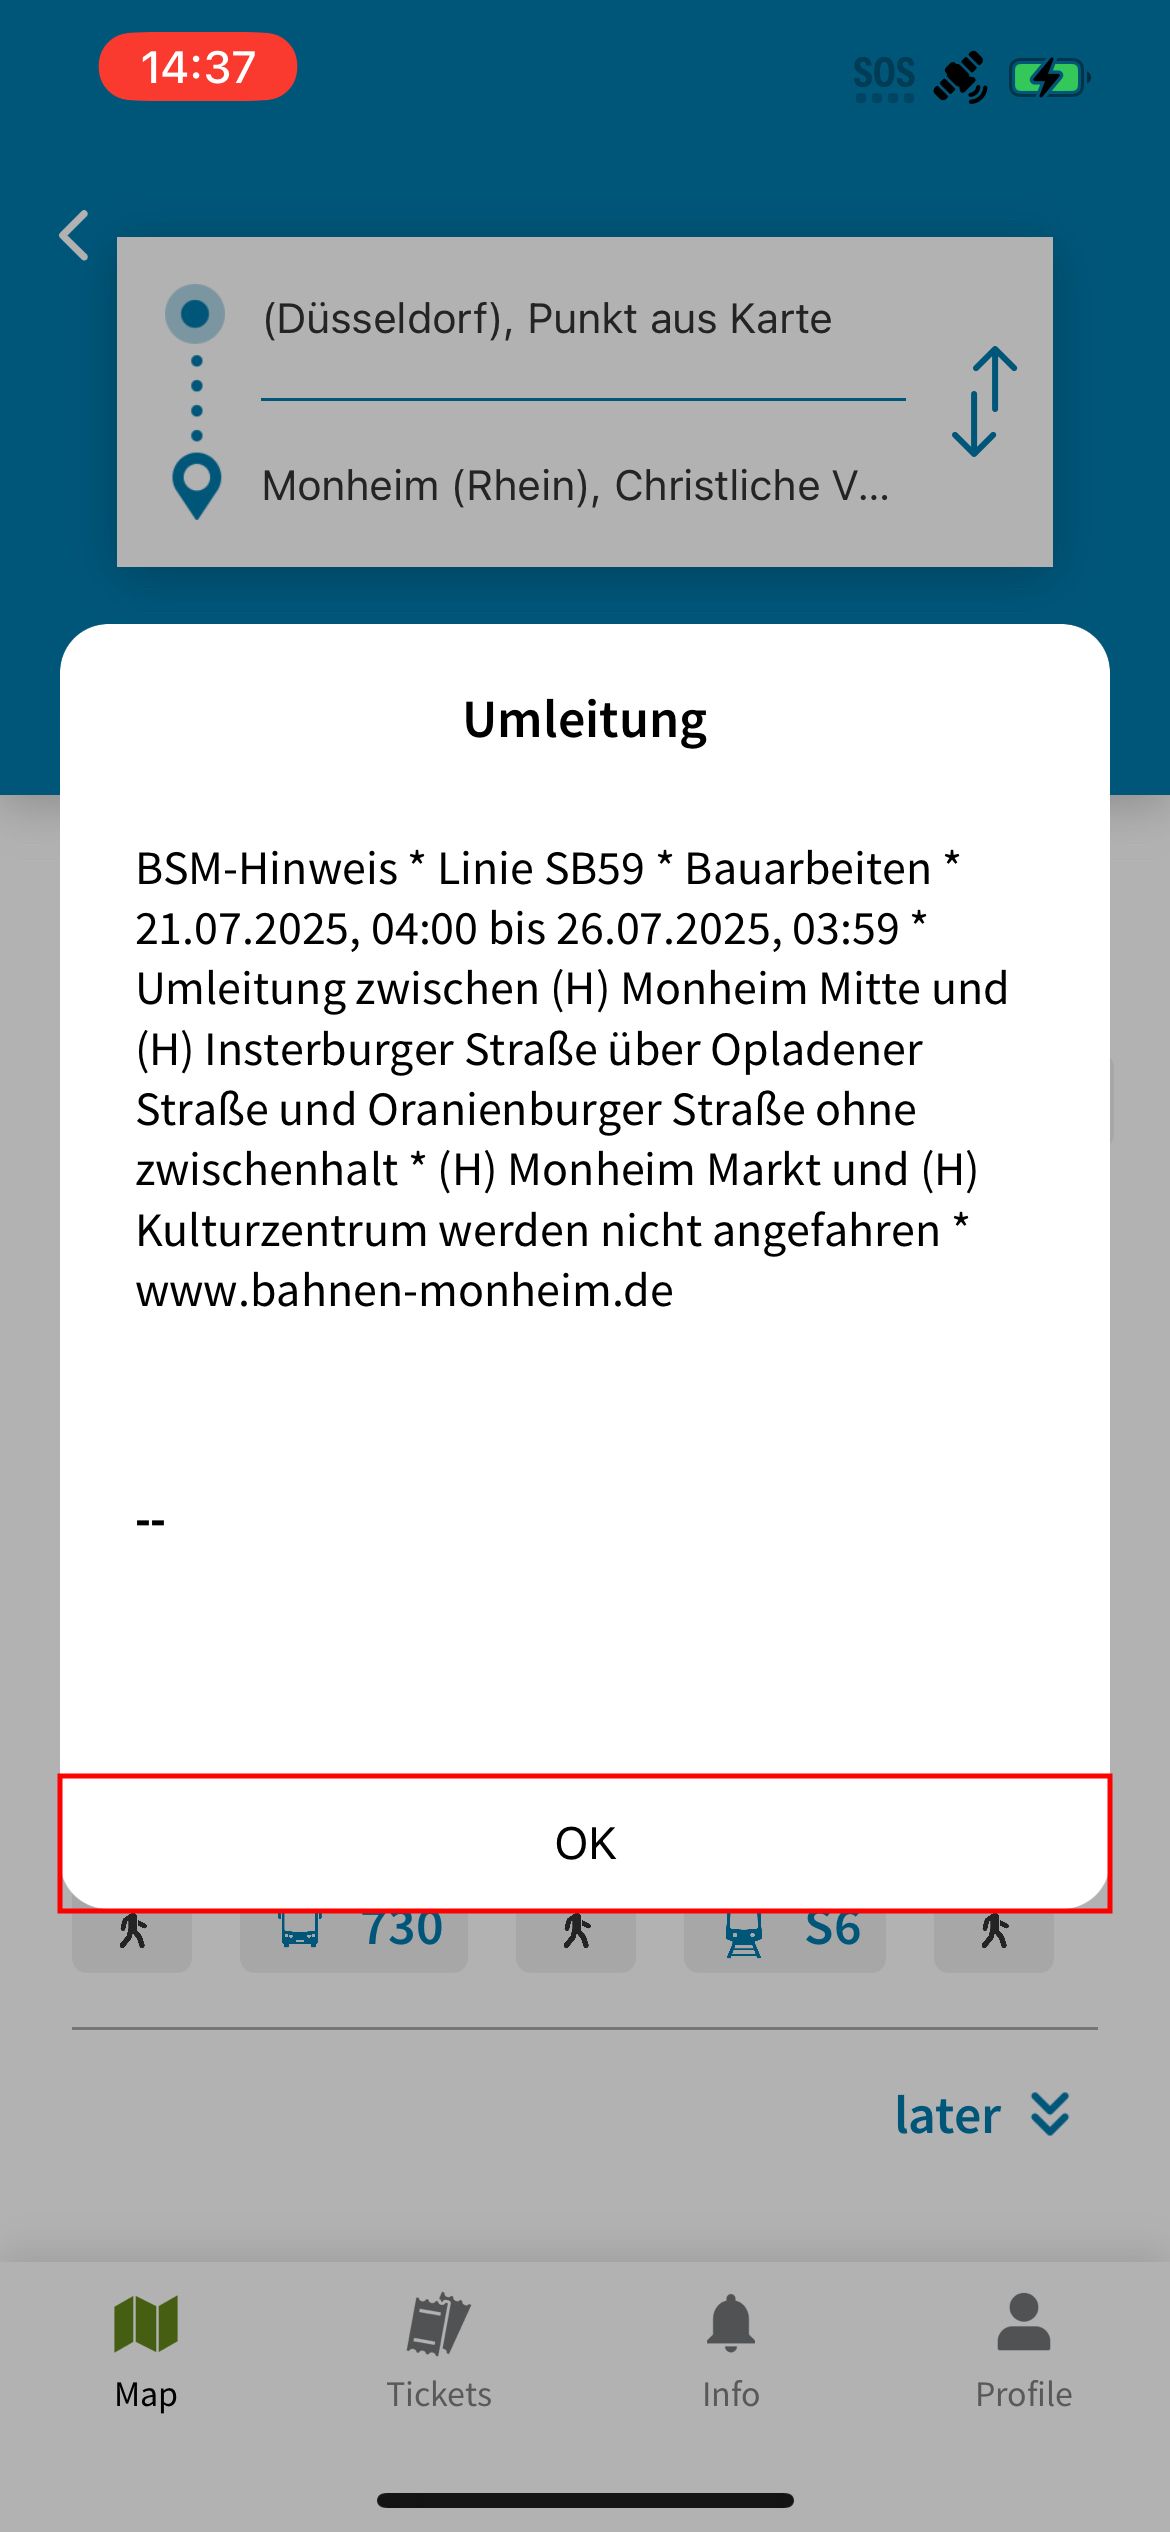 14:37
SOS
(Düsseldorf), Punkt aus Karte
Monheim (Rhein), Christliche V...
Umleitung
BSM-Hinweis * Linie SB59 * Bauarbeiten *
21.07.2025, 04:00 bis 26.07.2025, 03:59 *
Umleitung zwischen (H) Monheim Mitte und
(H) Insterburger Straße über Opladener
Straße und Oranienburger Straße ohne
zwischenhalt * (H) Monheim Markt und (H)
Kulturzentrum werden nicht angefahren *
www.bahnen-monheim.de
--
OK
730 S6
later
Map Tickets Info Profile